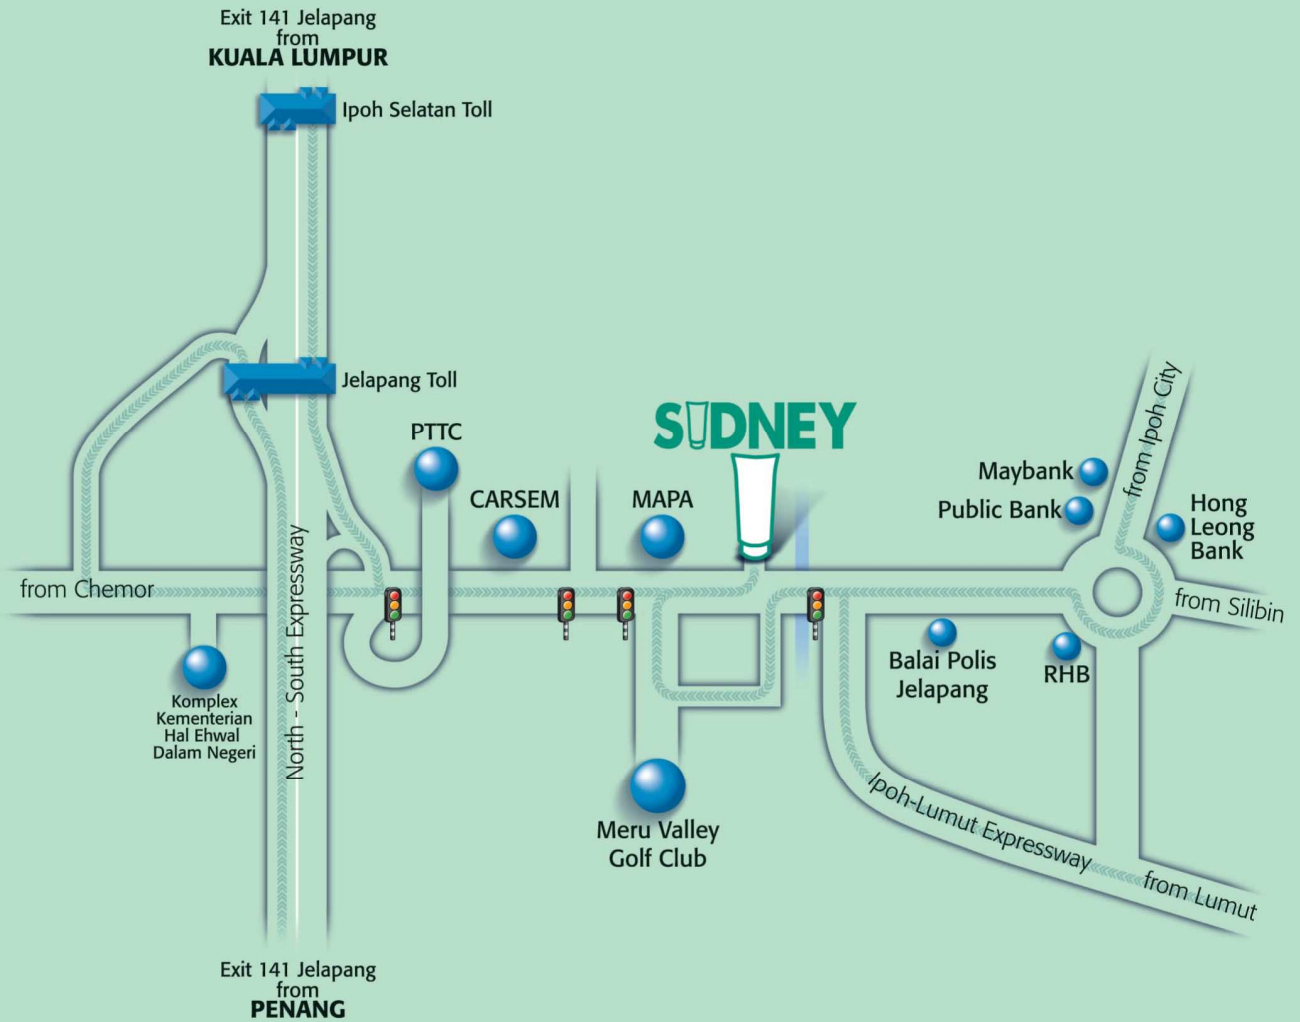 Exit 141 Jelapang
from
KUALA LUMPUR
Ipoh Selatan Toll
Jelapang Toll
PTTC
CARSEM
MAPA
SIDNEY
Maybank
Public Bank
from Ipoh City
Hong
Leong
Bank
from Chemor
from Silibin
North - South Expressway
Komplex
Kementerian
Hal Ehwal
Dalam Negeri
Balai Polis
Jelapang
RHB
Meru Valley
Golf Club
Ipoh-Lumut Expressway
from Lumut
Exit 141 Jelapang
from
PENANG